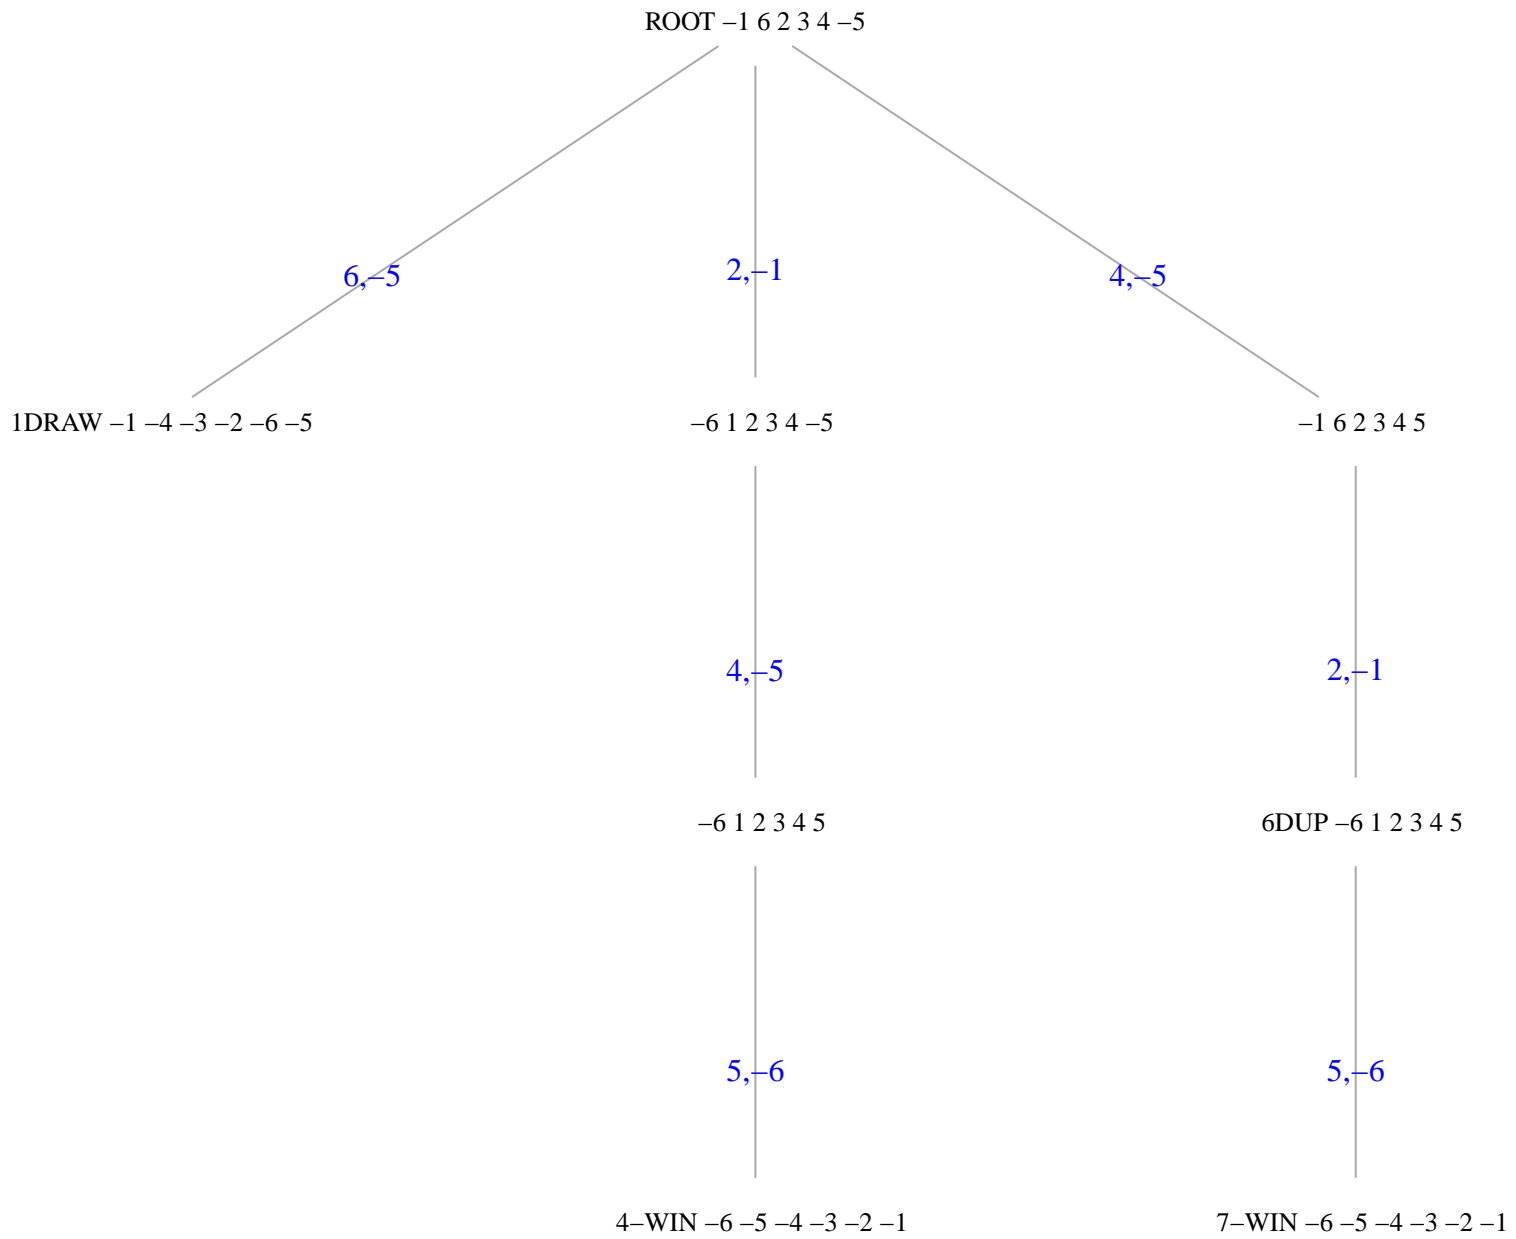 ROOT –1 6 2 3 4 –5
6,–5
2,–1
4,–5
1DRAW –1 –4 –3 –2 –6 –5
–6 1 2 3 4 –5
–1 6 2 3 4 5
4,–5
2,–1
–6 1 2 3 4 5
6DUP –6 1 2 3 4 5
5,–6
5,–6
4–WIN –6 –5 –4 –3 –2 –1
7–WIN –6 –5 –4 –3 –2 –1